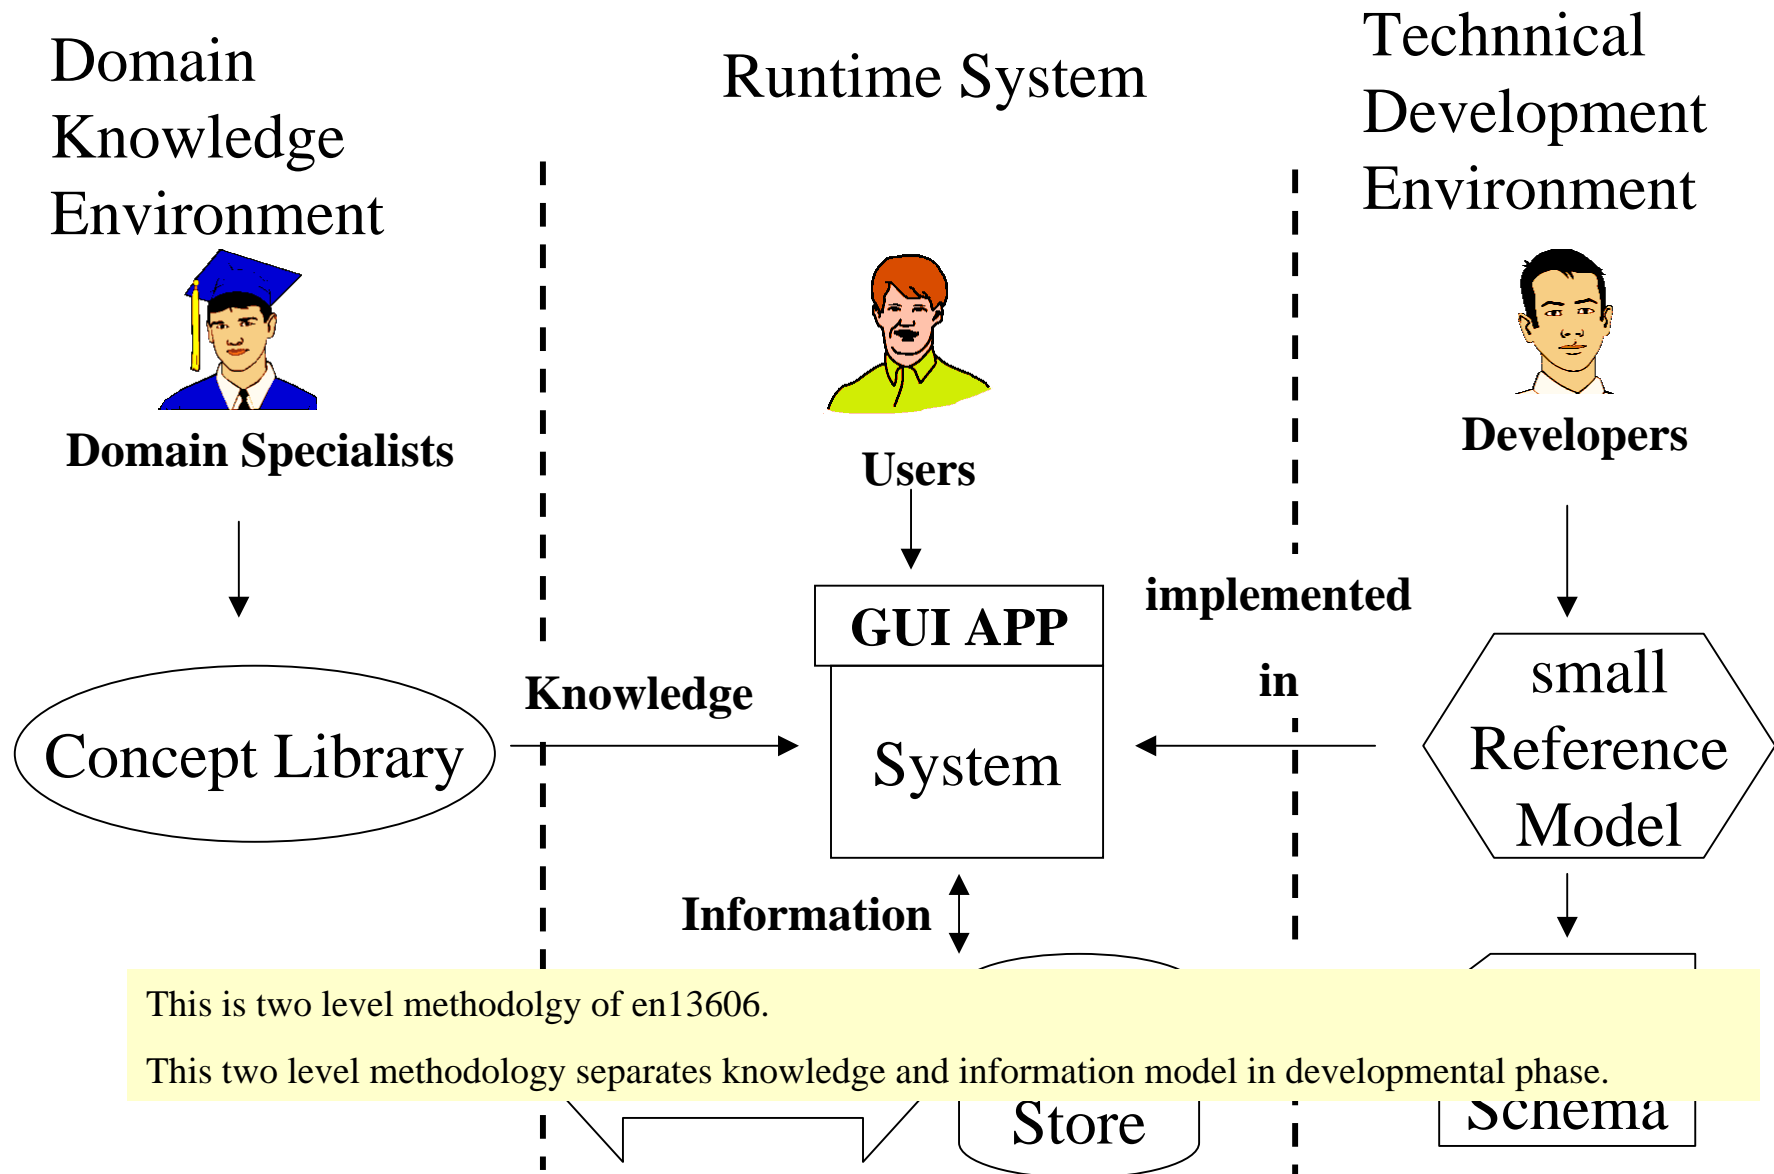 Domain
Knowledge
Environment
Runtime System
Technnical
Development
Environment
Domain Specialists
Users
Developers
GUI APP
implemented
in
small
Reference
Model
Knowledge
Concept Library
System
Information
This is two level methodolgy of en13606.
This two level methodology separates knowledge and information model in developmental phase.
Store
Schema